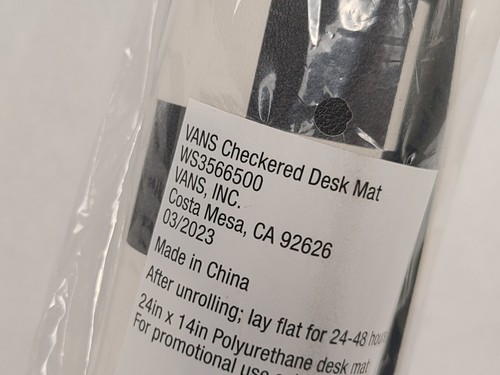 VANS Checkered Desk Mat
WS3566500
VANS, INC.
Costa Mesa, CA 92626
03/2023
Made in China
After unrolling; lay flat for 24-48
24in x 14in Polyurethane desk mat
For promotional use